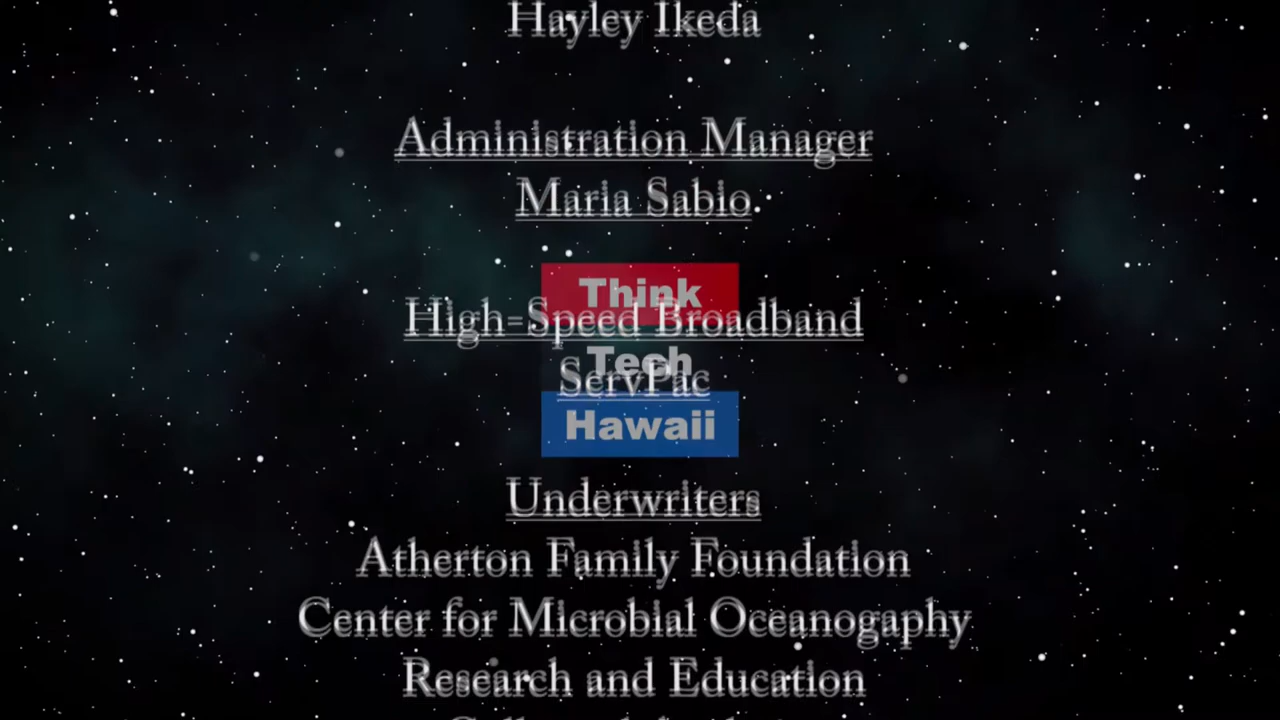 Hayley Ikeda
Administration Manager
Maria Sabio
Think
High-Speed Broadband
Tech
ServPac
Hawaii
Underwriters
Atherton Family Foundation
Center for Microbial Oceanogaphy
Research and Education